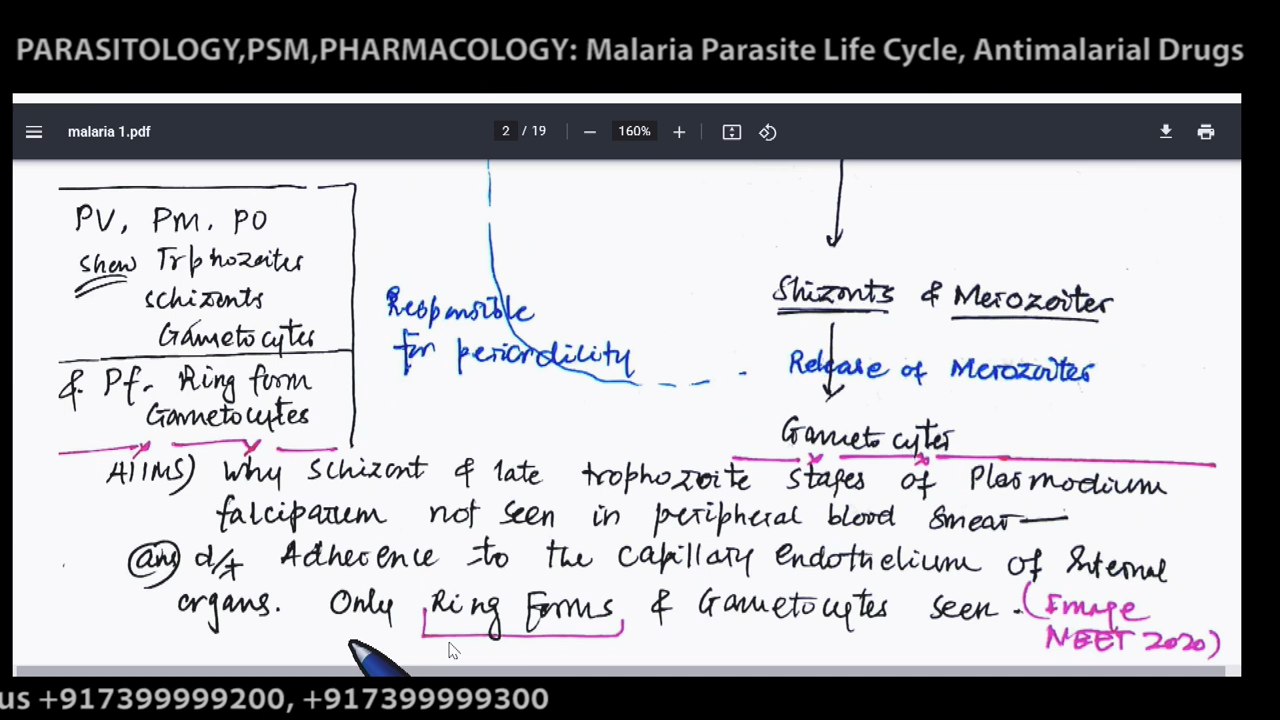 PARASITOLOGY,PSM,PHARMACOLOGY: Malaria Parasite Life Cycle, Antimalarial Drugs
malaria 1.pdf
2 / 19
160%
PV, PM, PO
show Trphozoites
schizonts
Gametocytes
& Pf. Ring form
Gametocytes
Responsible
for periodility
Shizonts & Merozoites
Release of Merozoites
Gametocytes
AIIMS) Why schizont & late trophozoite stages of Plasmodium
falciparum not seen in peripheral blood smear—
(ans) d/t Adherence to the capillary endothelium of Internal
organs. Only Ring Forms & Gametocytes seen. (Image
NEET 2020)
us +917399999200, +917399999300